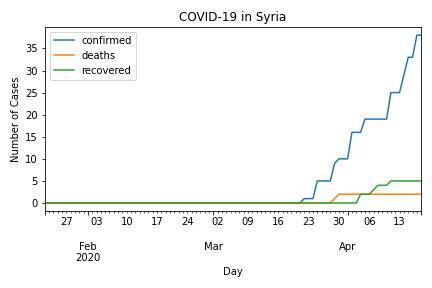 COVID-19 in Syria
confirmed
deaths
recovered
Number of Cases
35
30
25
20
15
10
5
0
27 03 10 17 24 02 09 16 23 30 06 13
Feb Mar Apr
2020
Day